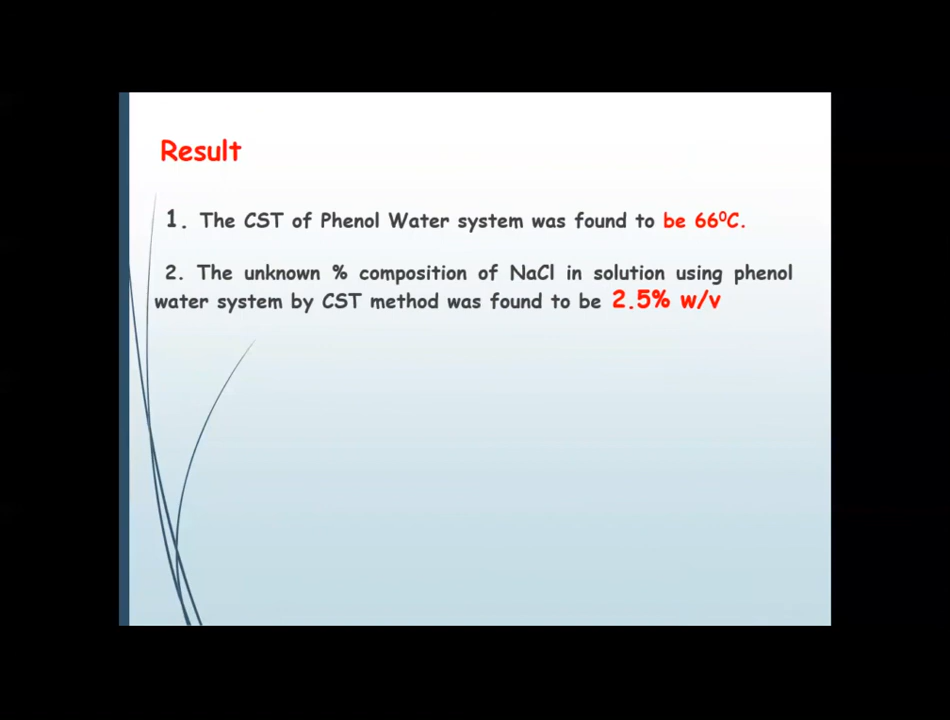 Result
1. The CST of Phenol Water system was found to be 66⁰C.
2. The unknown % composition of NaCl in solution using phenol
water system by CST method was found to be 2.5% w/v